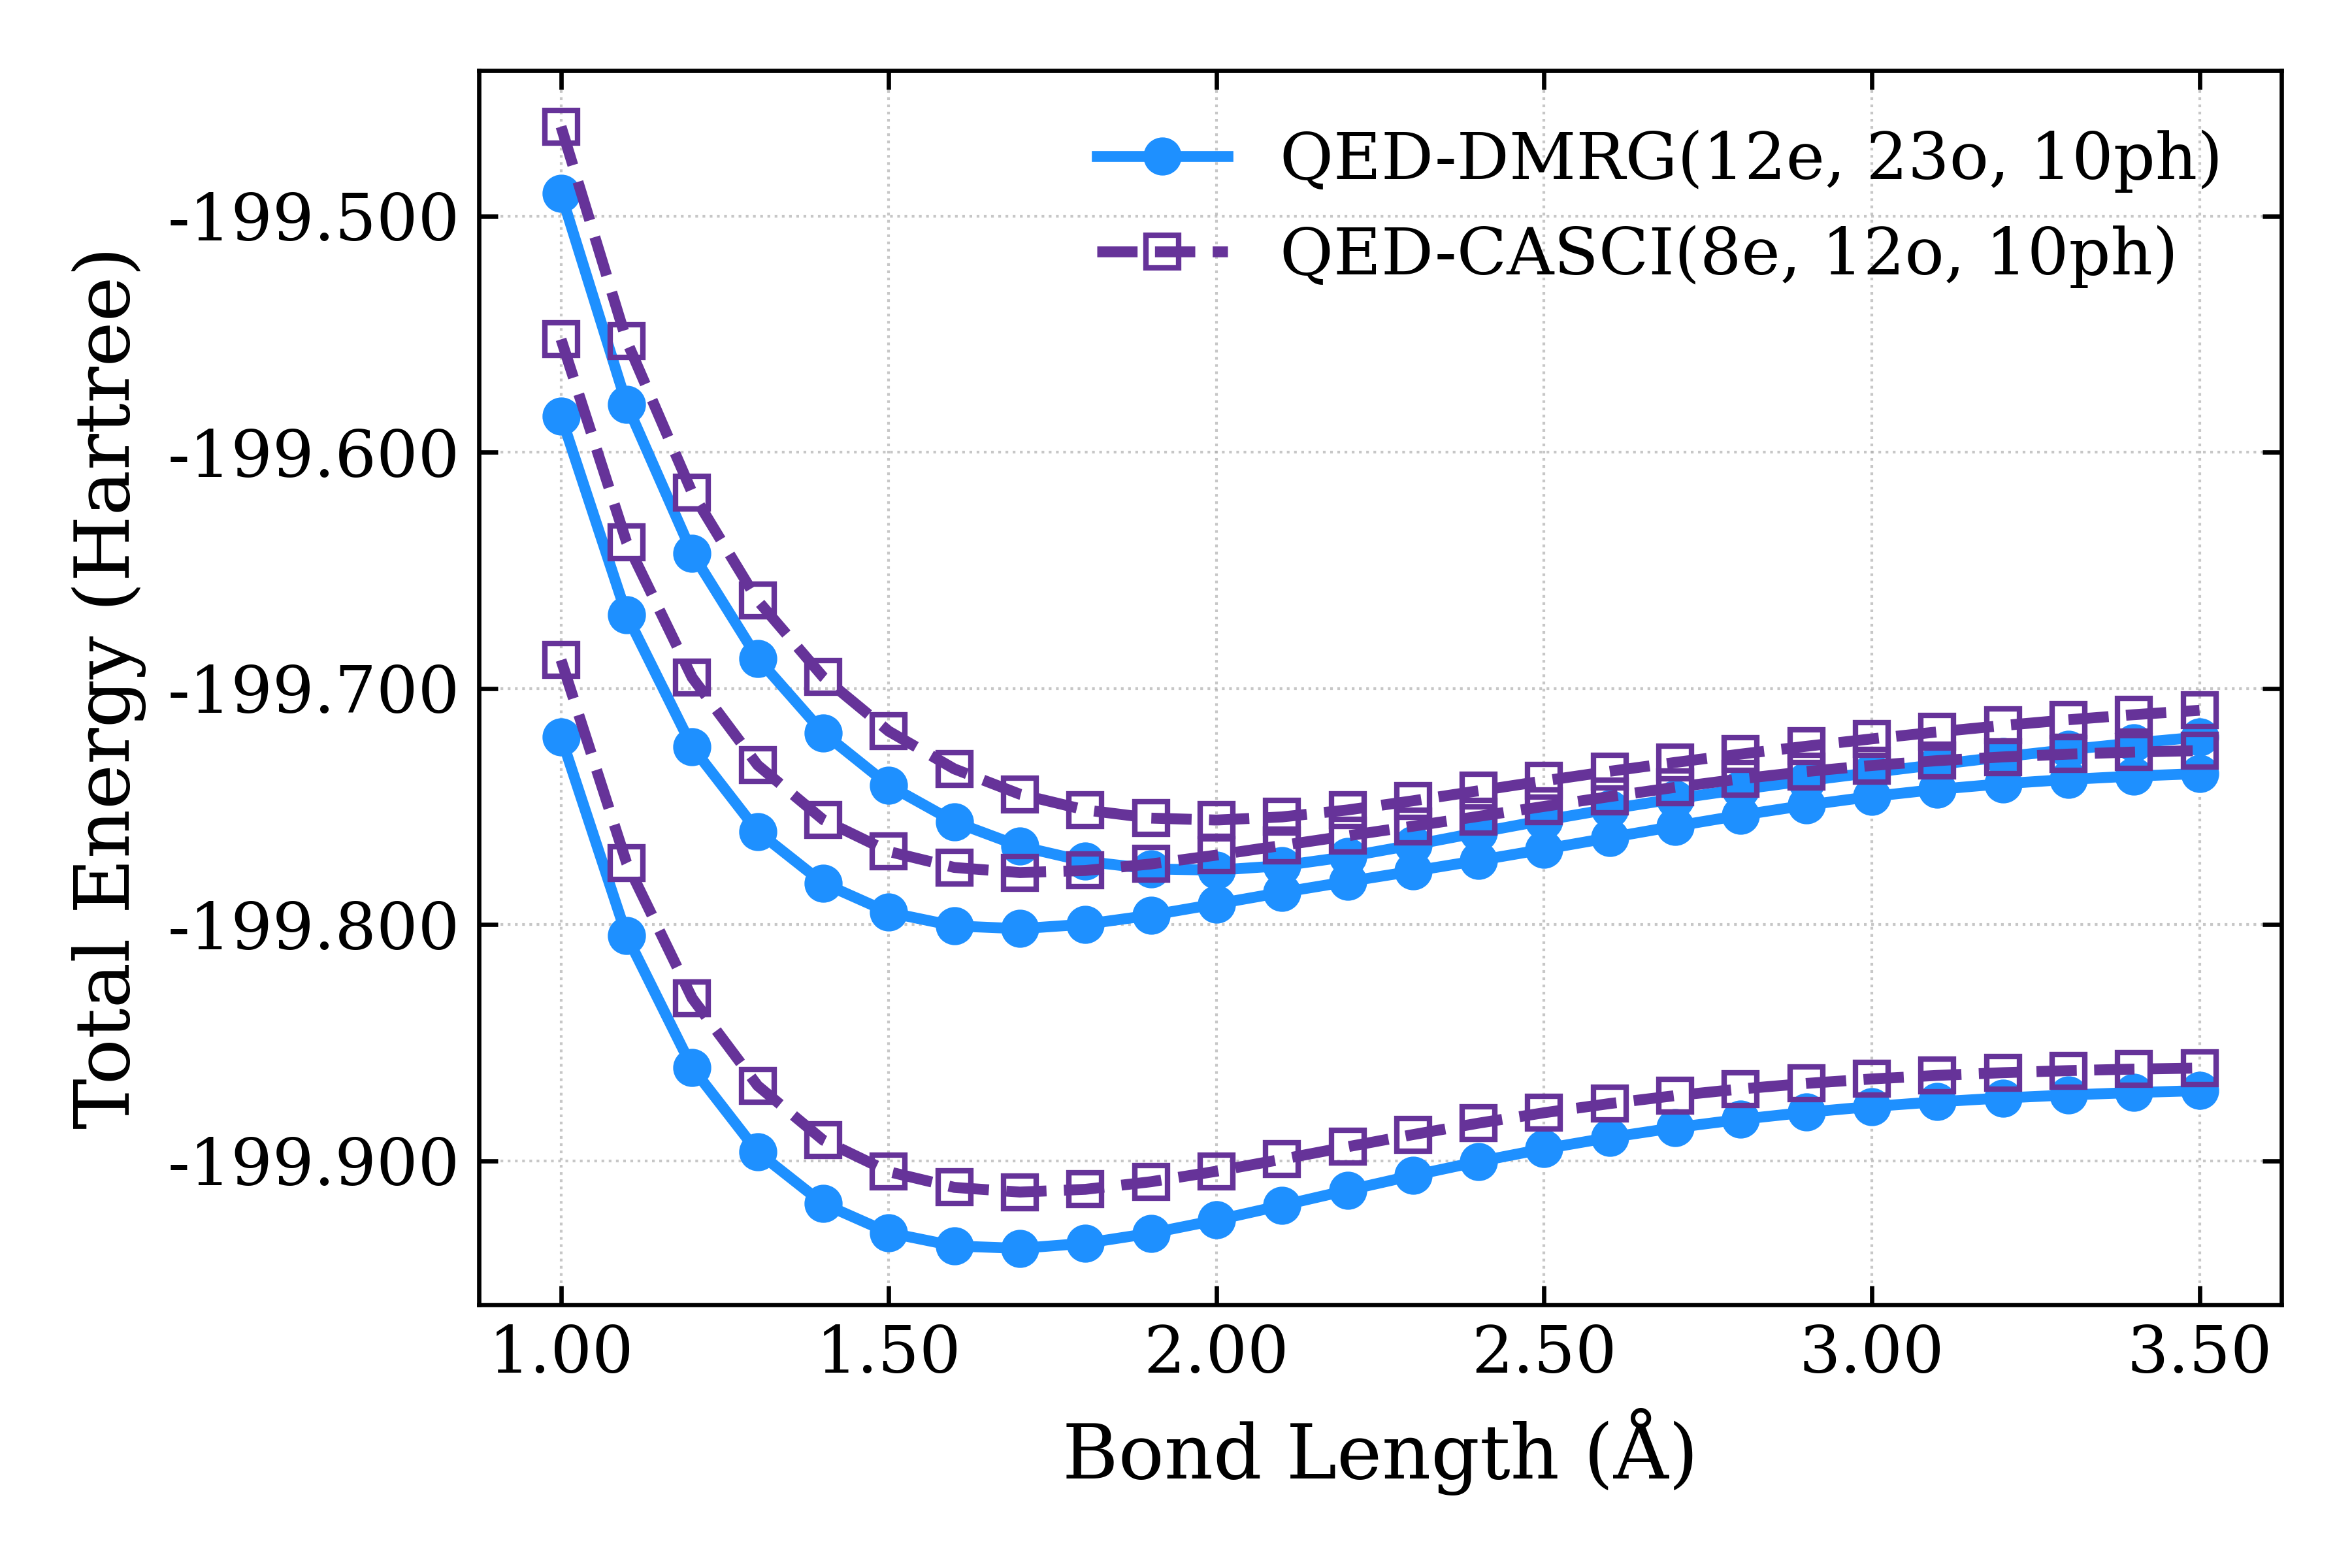 QED-DMRG(12e, 23o, 10ph)
QED-CASCI(8e, 12o, 10ph)
Total Energy (Hartree)
-199.500
-199.600
-199.700
-199.800
-199.900
1.00 1.50 2.00 2.50 3.00 3.50
Bond Length (Å)